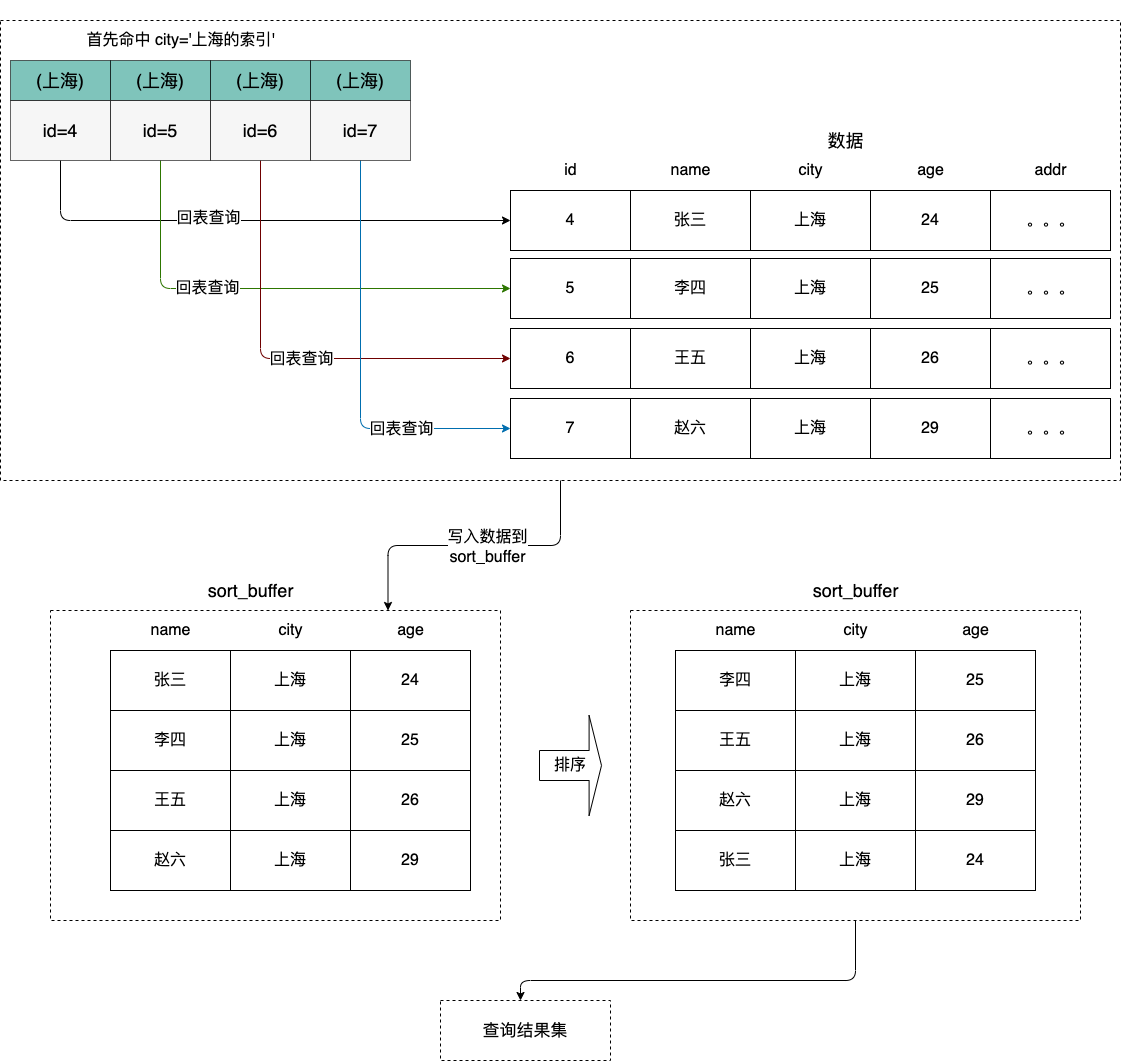 首先命中 city='上海的索引'
(上海) (上海) (上海) (上海)
id=4 id=5 id=6 id=7
数据
id name city age addr
回表查询
4 张三 上海 24 。。。
回表查询
5 李四 上海 25 。。。
回表查询
6 王五 上海 26 。。。
回表查询
7 赵六 上海 29 。。。
写入数据到
sort_buffer
sort_buffer
name city age
张三 上海 24
李四 上海 25
王五 上海 26
赵六 上海 29
排序
sort_buffer
name city age
李四 上海 25
王五 上海 26
赵六 上海 29
张三 上海 24
查询结果集